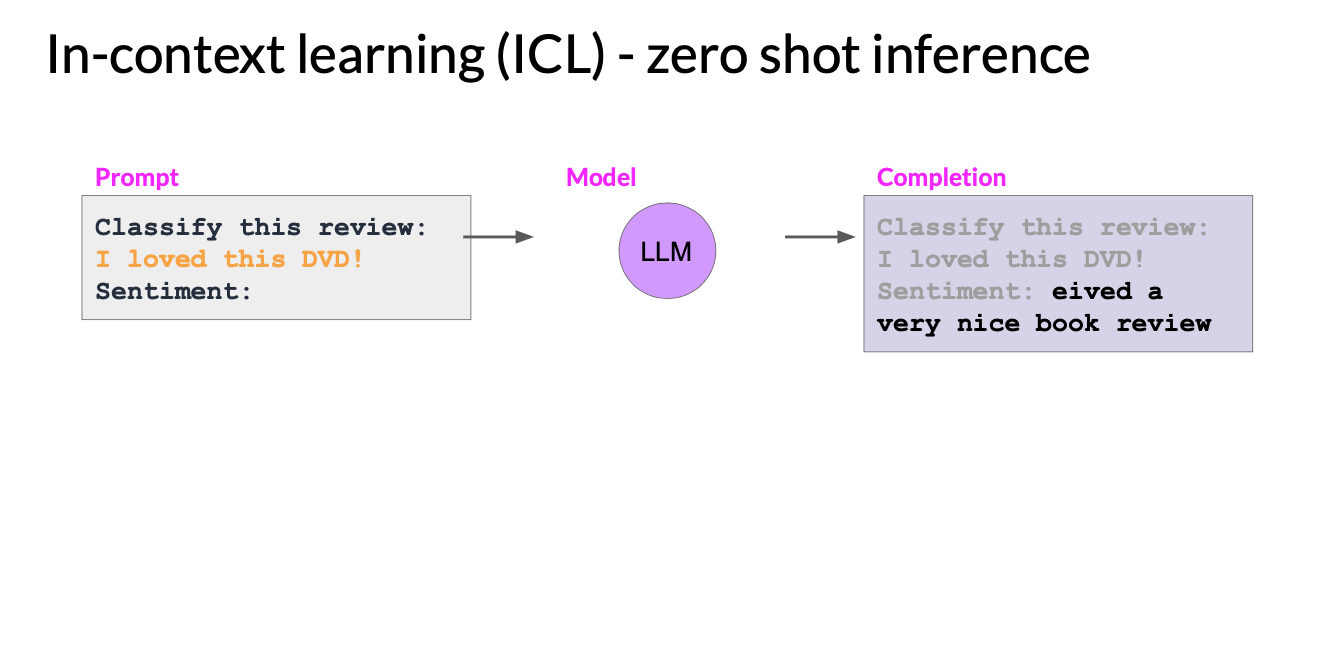 In-context learning (ICL) - zero shot inference
Prompt
Classify this review:
I loved this DVD!
Sentiment:
Model
LLM
Completion
Classify this review:
I loved this DVD!
Sentiment: eived a
very nice book review